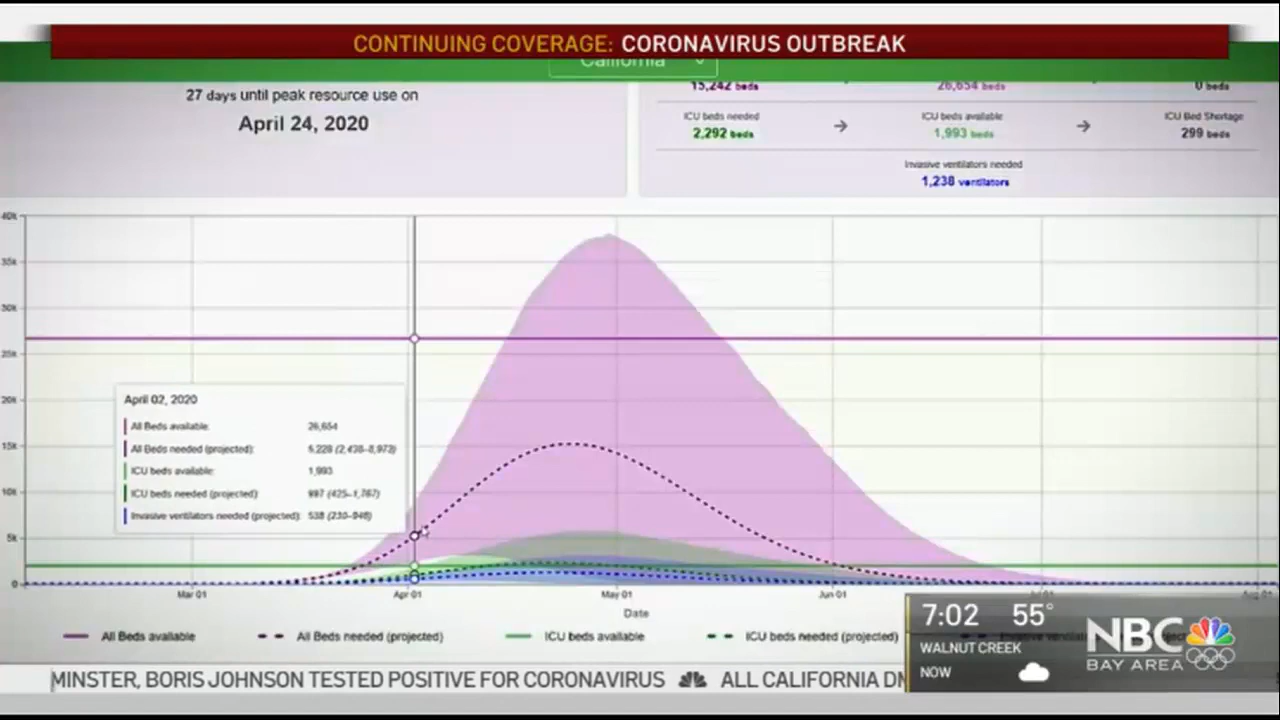 CONTINUING COVERAGE: CORONAVIRUS OUTBREAK
California
27 days until peak resource use on
April 24, 2020
15,242 beds
26,654 beds
0 beds
ICU beds needed
2,292 beds
ICU beds available
1,993 beds
ICU Bed Shortage
299 beds
Invasive ventilators needed
1,238 ventilators
40k
35k
30k
25k
20k
15k
10k
5k
0
April 02, 2020
All Beds available: 26,654
All Beds needed (projected): 5,228 (2,438–8,973)
ICU beds available: 1,993
ICU beds needed (projected): 997 (425–1,767)
Invasive ventilators needed (projected): 538 (230–948)
Mar 01
Apr 01
May 01
Jun 01
Date
All Beds available
All Beds needed (projected)
ICU beds available
ICU beds needed (projected)
7:02 55°
WALNUT CREEK
NOW
NBC
BAY AREA
MINSTER, BORIS JOHNSON TESTED POSITIVE FOR CORONAVIRUS ALL CALIFORNIA DM